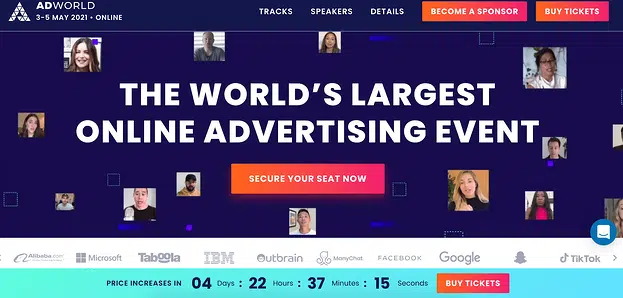 ADWORLD
3-5 MAY 2021 • ONLINE
TRACKS SPEAKERS DETAILS BECOME A SPONSOR BUY TICKETS
THE WORLD'S LARGEST
ONLINE ADVERTISING EVENT
SECURE YOUR SEAT NOW
Alibaba.com Microsoft Taboola IBM Outbrain ManyChat FACEBOOK Google TikTok
PRICE INCREASES IN 04 Days : 22 Hours : 37 Minutes : 15 Seconds BUY TICKETS